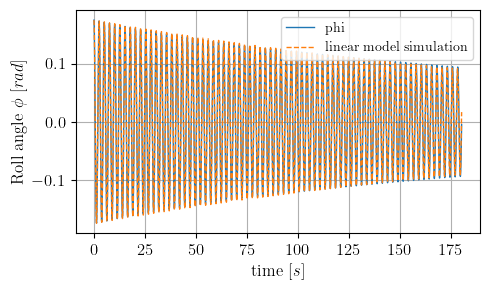 phi
linear model simulation
Roll angle ϕ [rad]
0.1
0.0
−0.1
0 25 50 75 100 125 150 175
time [s]